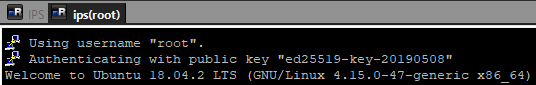 IPS ips(root)
Using username "root".
Authenticating with public key "ed25519-key-20190508"
Welcome to Ubuntu 18.04.2 LTS (GNU/Linux 4.15.0-47-generic x86_64)